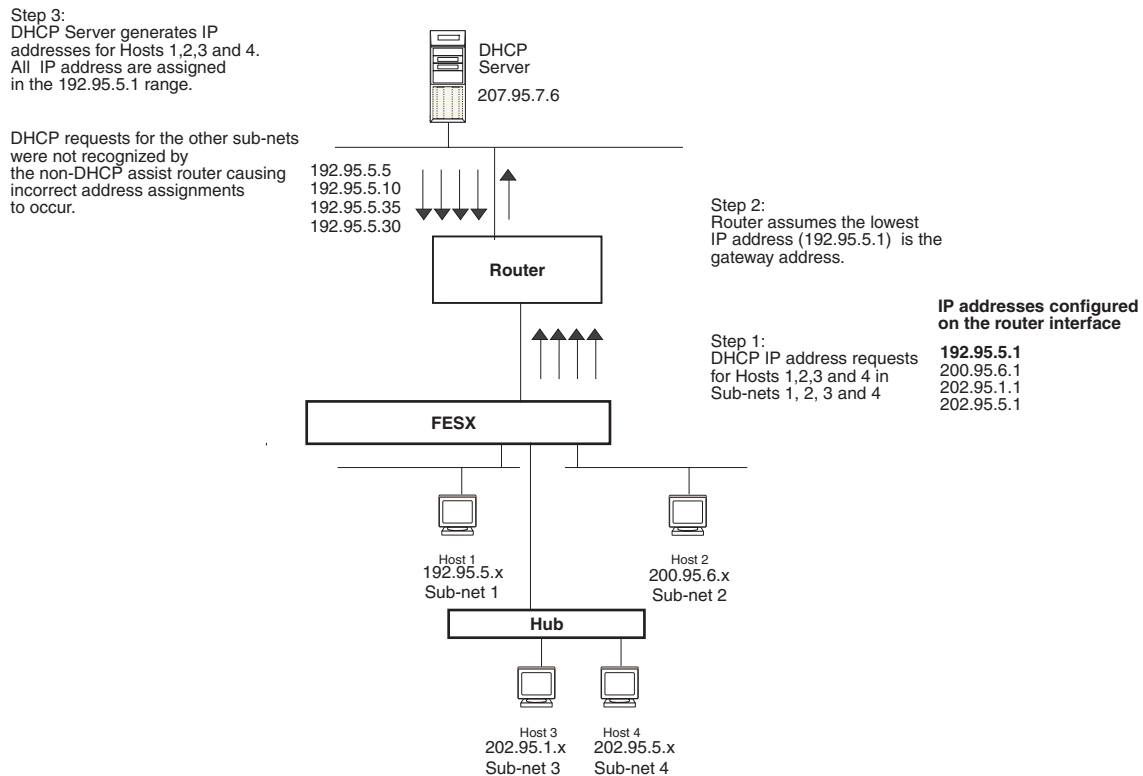 Step 3:
DHCP Server generates IP
addresses for Hosts 1,2,3 and 4.
All IP address are assigned
in the 192.95.5.1 range.
DHCP requests for the other sub-nets
were not recognized by
the non-DHCP assist router causing
incorrect address assignments
to occur.
DHCP
Server
207.95.7.6
192.95.5.5
192.95.5.10
192.95.5.35
192.95.5.30
Step 2:
Router assumes the lowest
IP address (192.95.5.1) is the
gateway address.
Router
IP addresses configured
on the router interface
192.95.5.1
200.95.6.1
202.95.1.1
202.95.5.1
Step 1:
DHCP IP address requests
for Hosts 1,2,3 and 4 in
Sub-nets 1, 2, 3 and 4
FESX
Host 1
192.95.5.x
Sub-net 1
Host 2
200.95.6.x
Sub-net 2
Hub
Host 3
202.95.1.x
Sub-net 3
Host 4
202.95.5.x
Sub-net 4